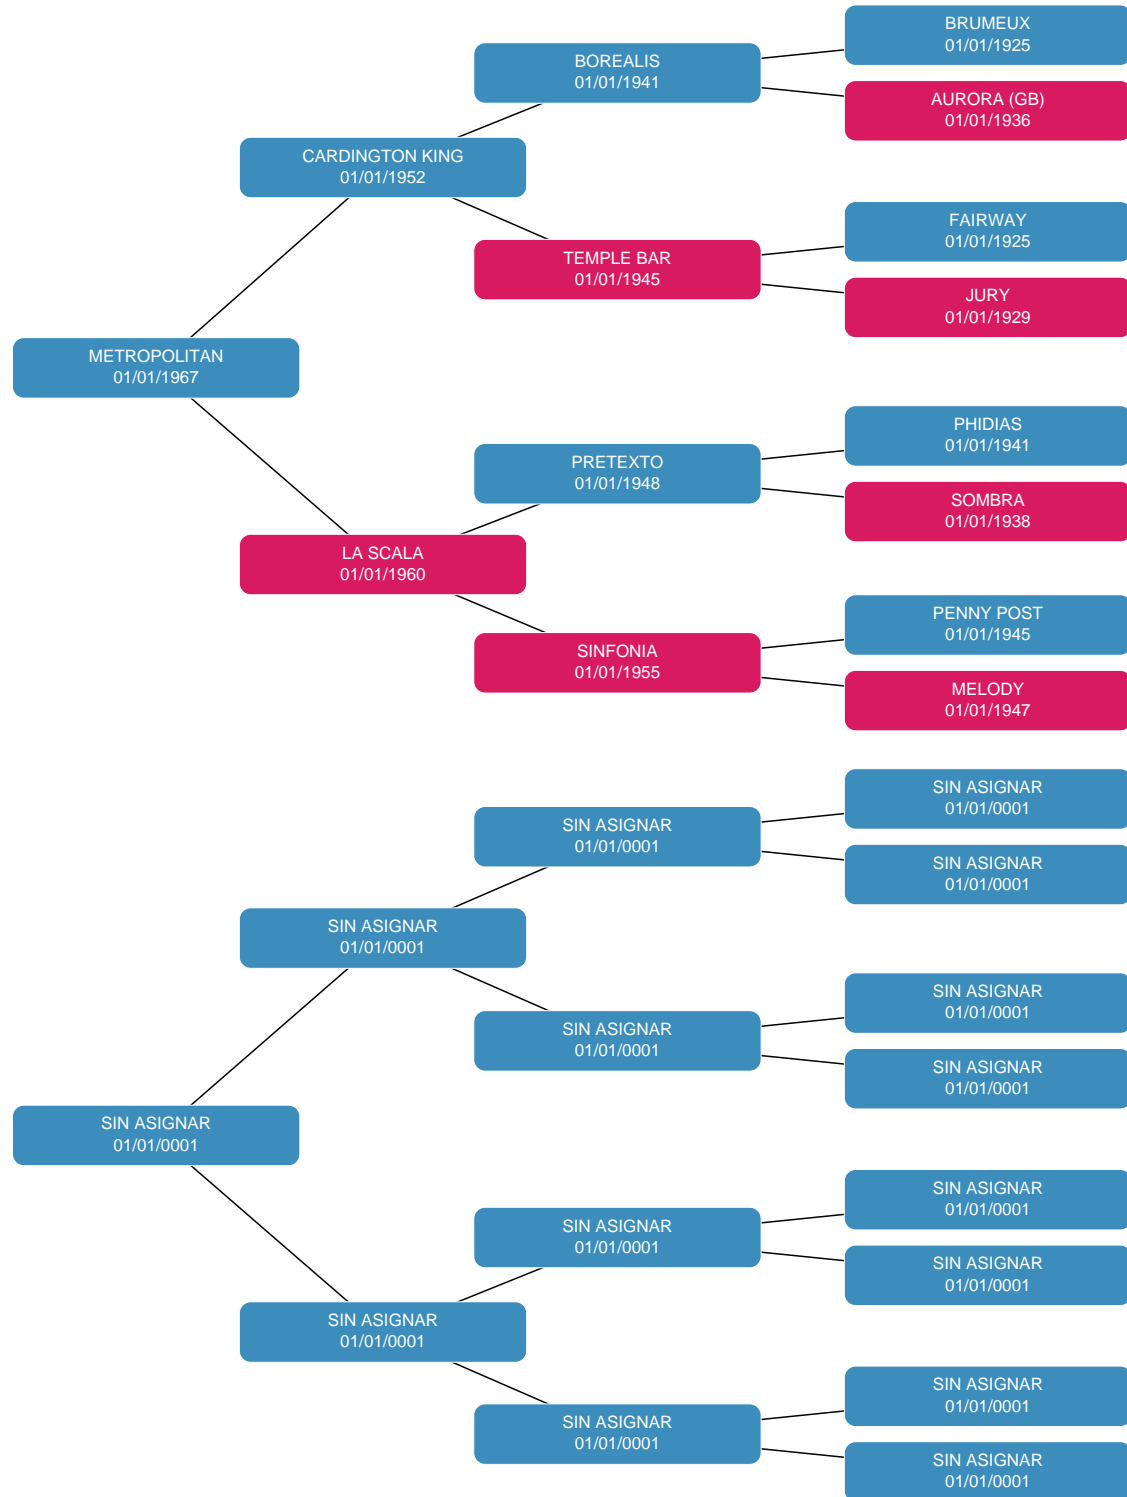 BRUMEUX
01/01/1925
BOREALIS
01/01/1941
AURORA (GB)
01/01/1936
CARDINGTON KING
01/01/1952
FAIRWAY
01/01/1925
TEMPLE BAR
01/01/1945
JURY
01/01/1929
METROPOLITAN
01/01/1967
PHIDIAS
01/01/1941
PRETEXTO
01/01/1948
SOMBRA
01/01/1938
LA SCALA
01/01/1960
PENNY POST
01/01/1945
SINFONIA
01/01/1955
MELODY
01/01/1947
SIN ASIGNAR
01/01/0001
SIN ASIGNAR
01/01/0001
SIN ASIGNAR
01/01/0001
SIN ASIGNAR
01/01/0001
SIN ASIGNAR
01/01/0001
SIN ASIGNAR
01/01/0001
SIN ASIGNAR
01/01/0001
SIN ASIGNAR
01/01/0001
SIN ASIGNAR
01/01/0001
SIN ASIGNAR
01/01/0001
SIN ASIGNAR
01/01/0001
SIN ASIGNAR
01/01/0001
SIN ASIGNAR
01/01/0001
SIN ASIGNAR
01/01/0001
SIN ASIGNAR
01/01/0001